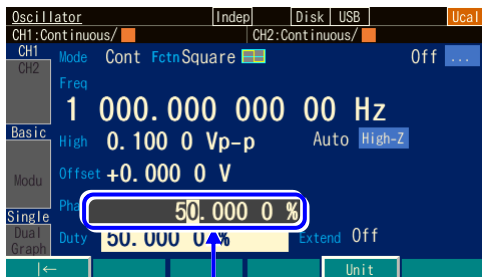 Oscillator Indep Disk USB Ucal
CH1:Continuous/ CH2:Continuous/
CH1 Mode Cont Fctn Square Off ...
CH2
Freq
1 000.000 000 00 Hz
Basic High 0.100 0 Vp-p Auto High-Z
Modu Offset +0.000 0 V
Single Pha 50.000 0 %
Dual Duty 50.000 0 % Extend Off
Graph
|← Unit